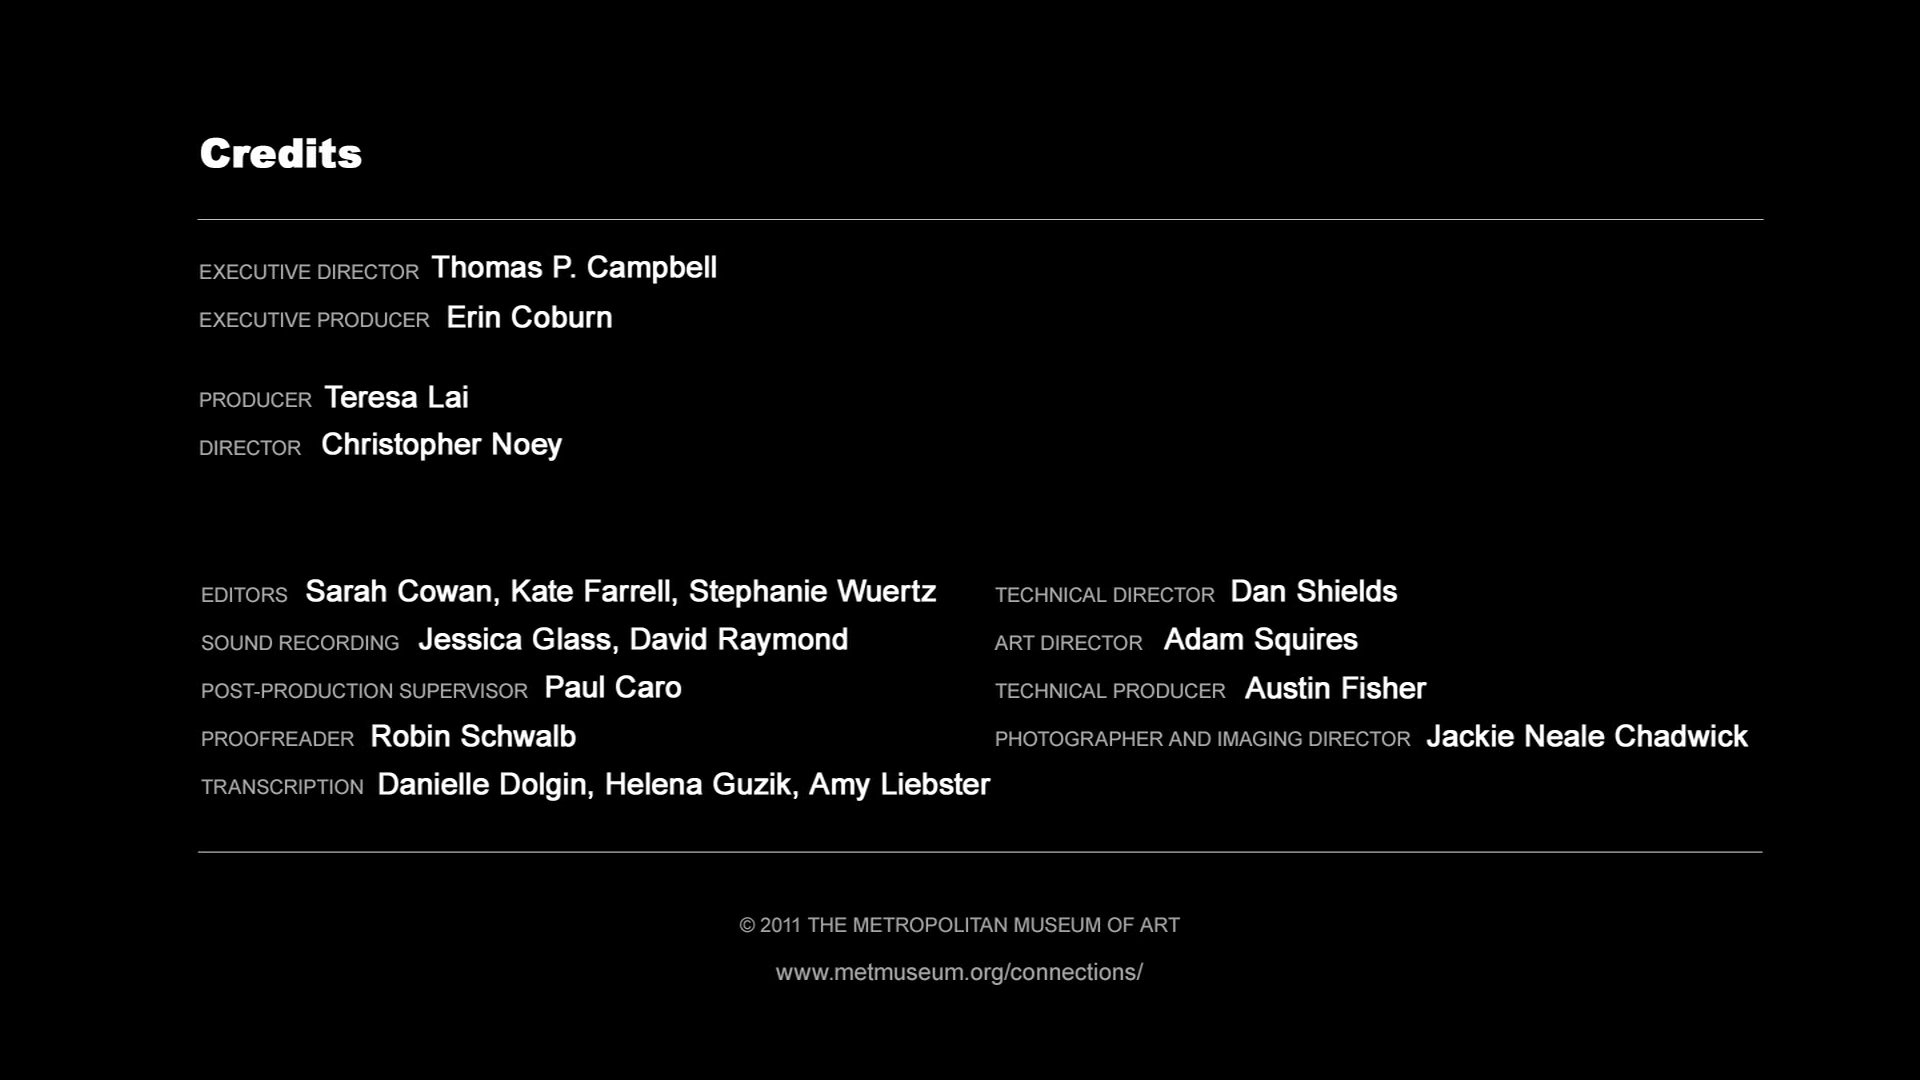 Credits
EXECUTIVE DIRECTOR Thomas P. Campbell
EXECUTIVE PRODUCER Erin Coburn
PRODUCER Teresa Lai
DIRECTOR Christopher Noey
EDITORS Sarah Cowan, Kate Farrell, Stephanie Wuertz
SOUND RECORDING Jessica Glass, David Raymond
POST-PRODUCTION SUPERVISOR Paul Caro
PROOFREADER Robin Schwalb
TRANSCRIPTION Danielle Dolgin, Helena Guzik, Amy Liebster
TECHNICAL DIRECTOR Dan Shields
ART DIRECTOR Adam Squires
TECHNICAL PRODUCER Austin Fisher
PHOTOGRAPHER AND IMAGING DIRECTOR Jackie Neale Chadwick
© 2011 THE METROPOLITAN MUSEUM OF ART
www.metmuseum.org/connections/